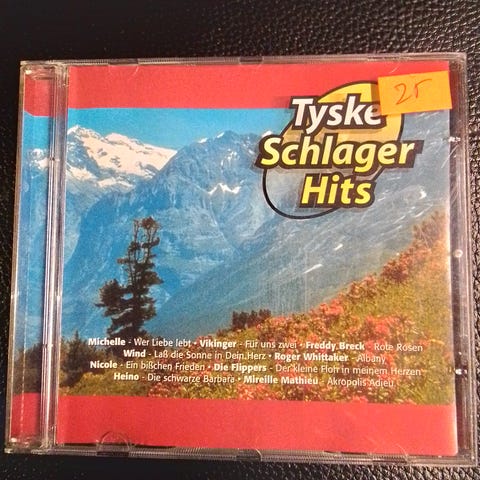 25
Tyske
Schlager
Hits
Michelle - Wer Liebe lebt • Vikinger - Für uns zwei • Freddy Breck - Rote Rosen
Wind - Laß die Sonne in Dein Herz • Roger Whittaker - Albany
Nicole - Ein bißchen Frieden • Die Flippers - Der kleine Floh in meinem Herzen
Heino - Die schwarze Barbara • Mireille Mathieu - Akropolis Adieu